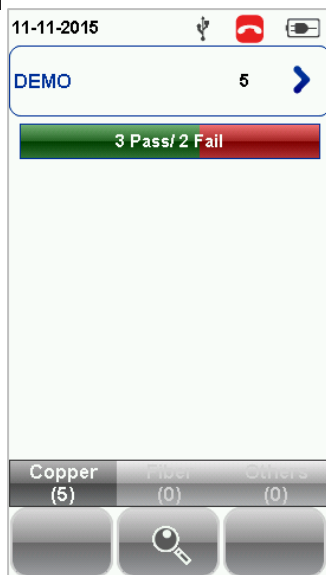 11-11-2015
DEMO 5
3 Pass/ 2 Fail
Copper Fiber Others
(5) (0) (0)